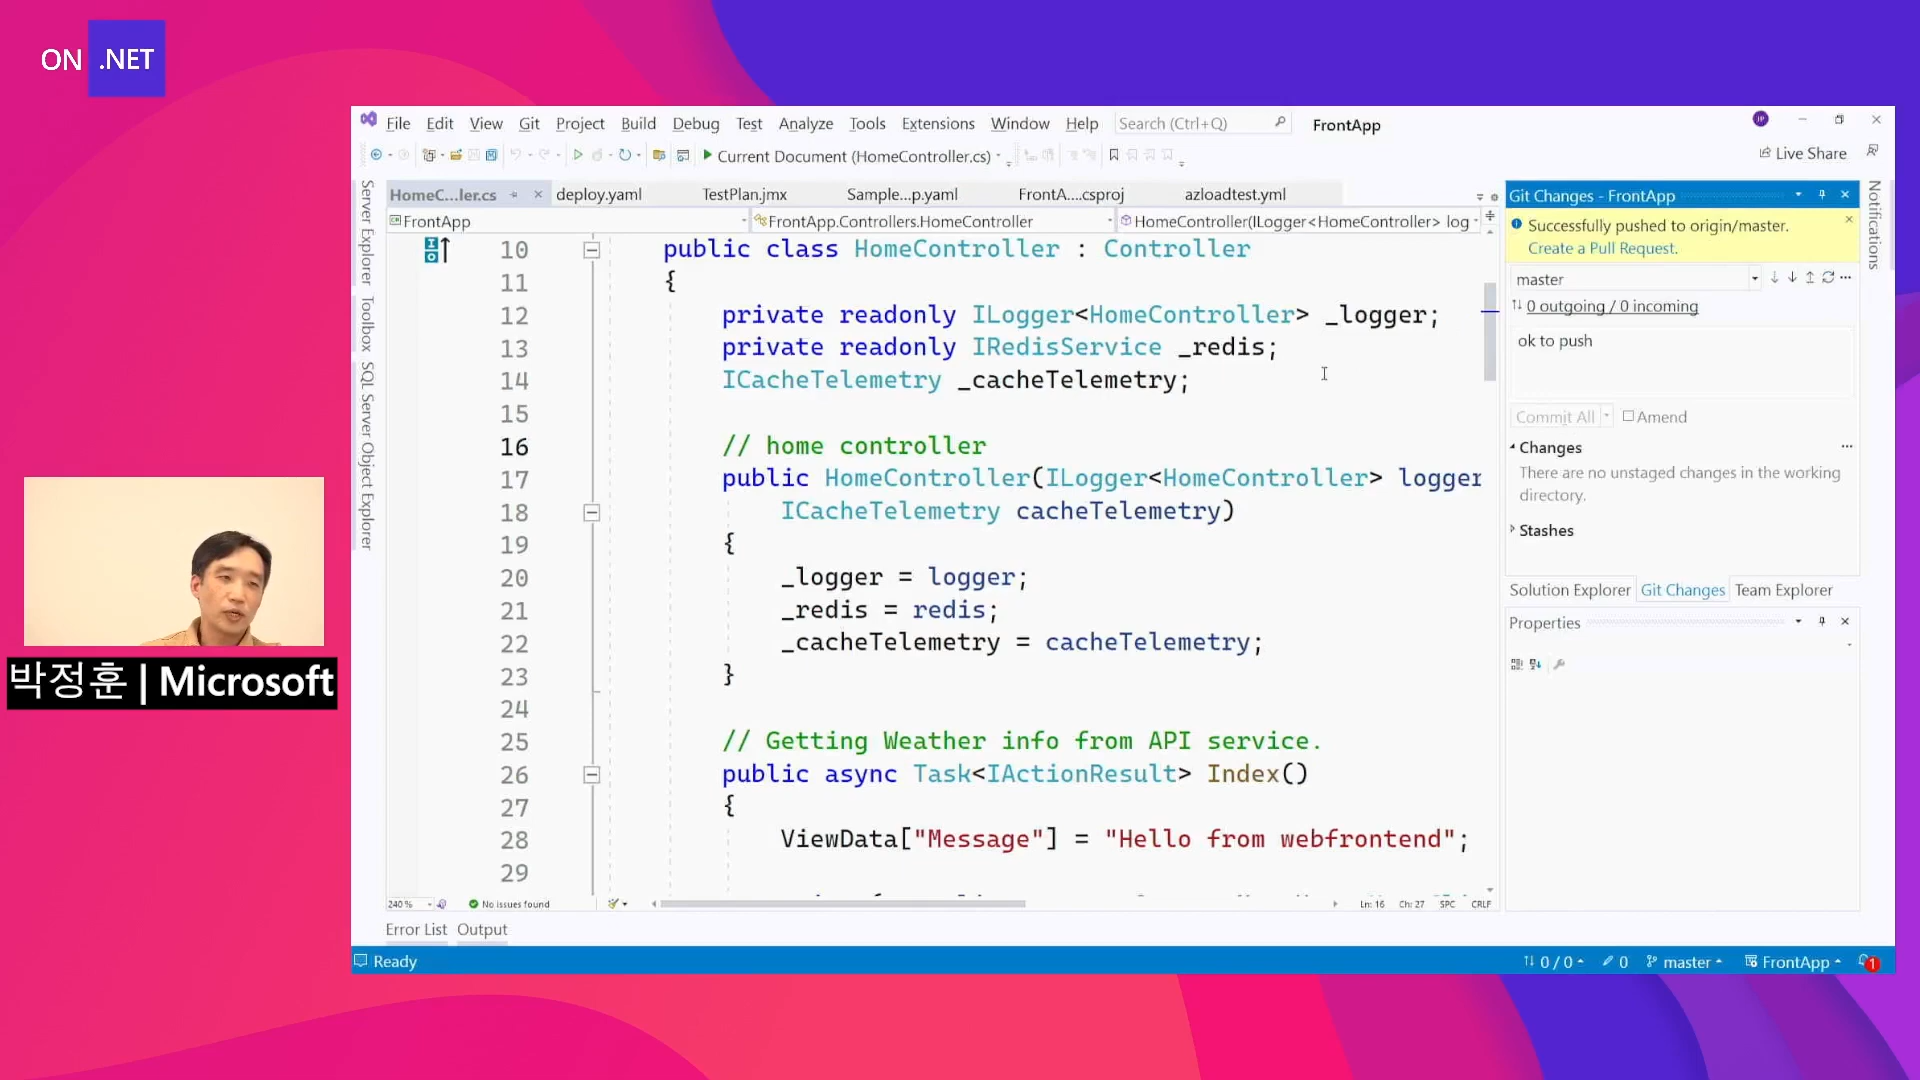 ON .NET
File Edit View Git Project Build Debug Test Analyze Tools Extensions Window Help Search (Ctrl+Q) FrontApp JP
Current Document (HomeController.cs) Live Share
HomeC...ler.cs deploy.yaml TestPlan.jmx Sample...p.yaml FrontA....csproj azloadtest.yml
FrontApp FrontApp.Controllers.HomeController HomeController(ILogger<HomeController> log
Server Explorer
Toolbox
SQL Server Object Explorer
10 public class HomeController : Controller
11 {
12 private readonly ILogger<HomeController> _logger;
13 private readonly IRedisService _redis;
14 ICacheTelemetry _cacheTelemetry;
15
16 // home controller
17 public HomeController(ILogger<HomeController> logger
18 ICacheTelemetry cacheTelemetry)
19 {
20 _logger = logger;
21 _redis = redis;
22 _cacheTelemetry = cacheTelemetry;
23 }
24
25 // Getting Weather info from API service.
26 public async Task<IActionResult> Index()
27 {
28 ViewData["Message"] = "Hello from webfrontend";
29
240 % No issues found Ln: 16 Ch: 27 SPC CRLF
Error List Output
Git Changes - FrontApp
Successfully pushed to origin/master.
Create a Pull Request.
master
0 outgoing / 0 incoming
ok to push
Commit All Amend
Changes
There are no unstaged changes in the working
directory.
Stashes
Solution Explorer Git Changes Team Explorer
Properties
Notifications
Ready 0 / 0 0 master FrontApp 1
박정훈 | Microsoft